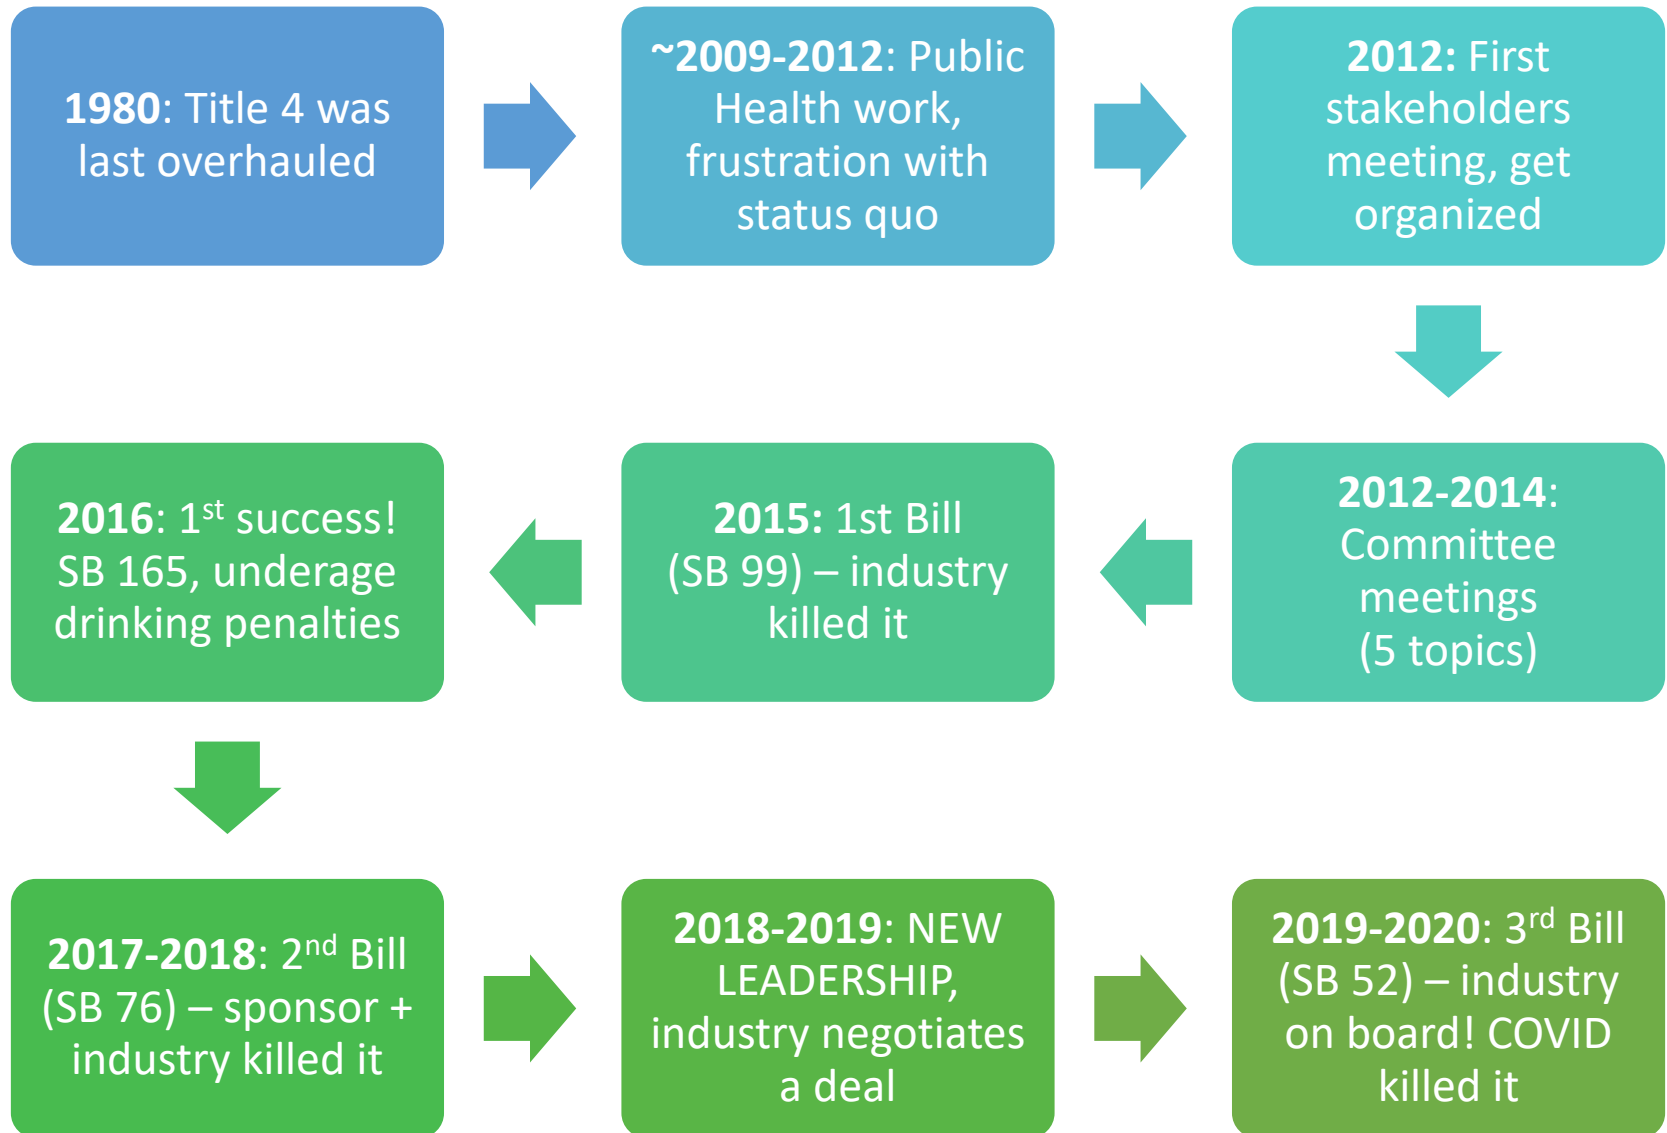 1980: Title 4 was
last overhauled
~2009-2012: Public
Health work,
frustration with
status quo
2012: First
stakeholders
meeting, get
organized
2012-2014:
Committee
meetings
(5 topics)
2015: 1st Bill
(SB 99) – industry
killed it
2016: 1st success!
SB 165, underage
drinking penalties
2017-2018: 2nd Bill
(SB 76) – sponsor +
industry killed it
2018-2019: NEW
LEADERSHIP,
industry negotiates
a deal
2019-2020: 3rd Bill
(SB 52) – industry
on board! COVID
killed it